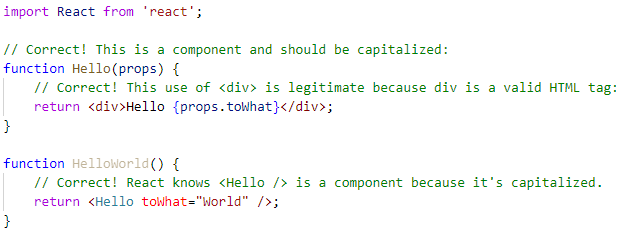 import React from 'react';

// Correct! This is a component and should be capitalized:
function Hello(props) {
    // Correct! This use of <div> is legitimate because div is a valid HTML tag:
    return <div>Hello {props.toWhat}</div>;
}

function HelloWorld() {
    // Correct! React knows <Hello /> is a component because it's capitalized.
    return <Hello toWhat="World" />;
}